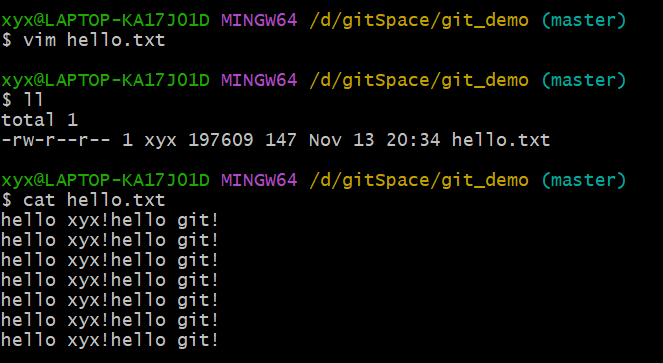 xyx@LAPTOP-KA17J01D MINGW64 /d/gitSpace/git_demo (master)
$ vim hello.txt
xyx@LAPTOP-KA17J01D MINGW64 /d/gitSpace/git_demo (master)
$ ll
total 1
-rw-r--r-- 1 xyx 197609 147 Nov 13 20:34 hello.txt
xyx@LAPTOP-KA17J01D MINGW64 /d/gitSpace/git_demo (master)
$ cat hello.txt
hello xyx!hello git!
hello xyx!hello git!
hello xyx!hello git!
hello xyx!hello git!
hello xyx!hello git!
hello xyx!hello git!
hello xyx!hello git!